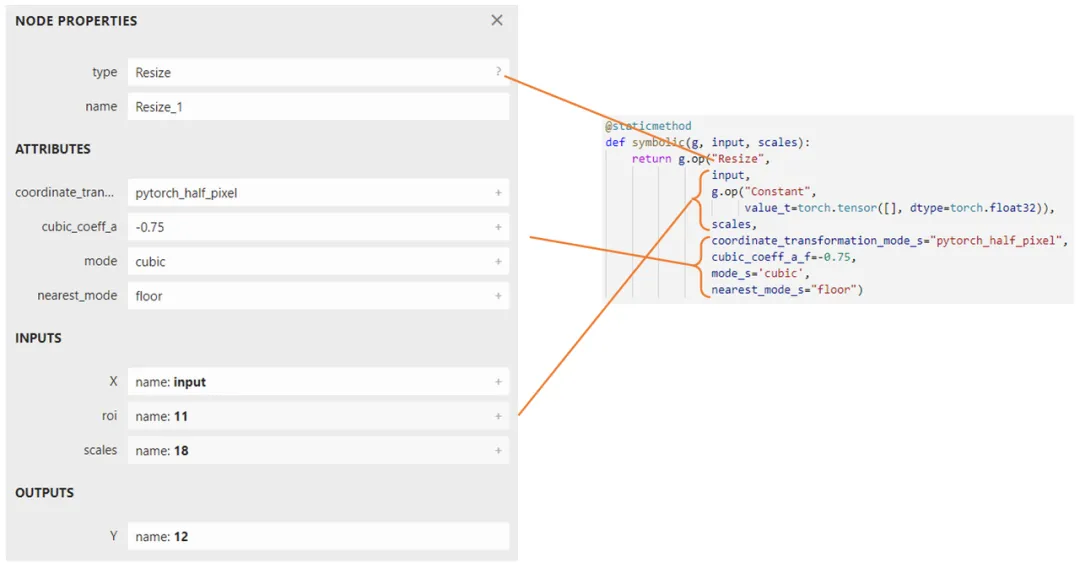 NODE PROPERTIES ×
type Resize ?
name Resize_1
ATTRIBUTES
coordinate_tran... pytorch_half_pixel +
cubic_coeff_a -0.75 +
mode cubic +
nearest_mode floor +
INPUTS
X name: input +
roi name: 11 +
scales name: 18 +
OUTPUTS
Y name: 12
@staticmethod
def symbolic(g, input, scales):
return g.op("Resize",
input,
g.op("Constant",
value_t=torch.tensor([], dtype=torch.float32)),
scales,
coordinate_transformation_mode_s="pytorch_half_pixel",
cubic_coeff_a_f=-0.75,
mode_s='cubic',
nearest_mode_s="floor")